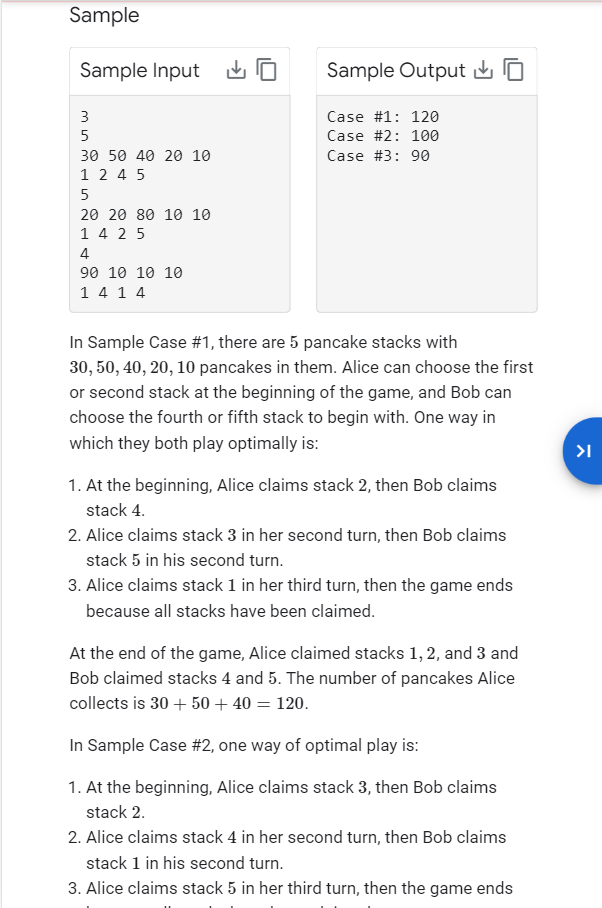 Sample
Sample Input
3
5
30 50 40 20 10
1 2 4 5
5
20 20 80 10 10
1 4 2 5
4
90 10 10 10
1 4 1 4
Sample Output
Case #1: 120
Case #2: 100
Case #3: 90
In Sample Case #1, there are 5 pancake stacks with
30, 50, 40, 20, 10 pancakes in them. Alice can choose the first
or second stack at the beginning of the game, and Bob can
choose the fourth or fifth stack to begin with. One way in
which they both play optimally is:
1. At the beginning, Alice claims stack 2, then Bob claims
stack 4.
2. Alice claims stack 3 in her second turn, then Bob claims
stack 5 in his second turn.
3. Alice claims stack 1 in her third turn, then the game ends
because all stacks have been claimed.
At the end of the game, Alice claimed stacks 1, 2, and 3 and
Bob claimed stacks 4 and 5. The number of pancakes Alice
collects is 30 + 50 + 40 = 120.
In Sample Case #2, one way of optimal play is:
1. At the beginning, Alice claims stack 3, then Bob claims
stack 2.
2. Alice claims stack 4 in her second turn, then Bob claims
stack 1 in his second turn.
3. Alice claims stack 5 in her third turn, then the game ends